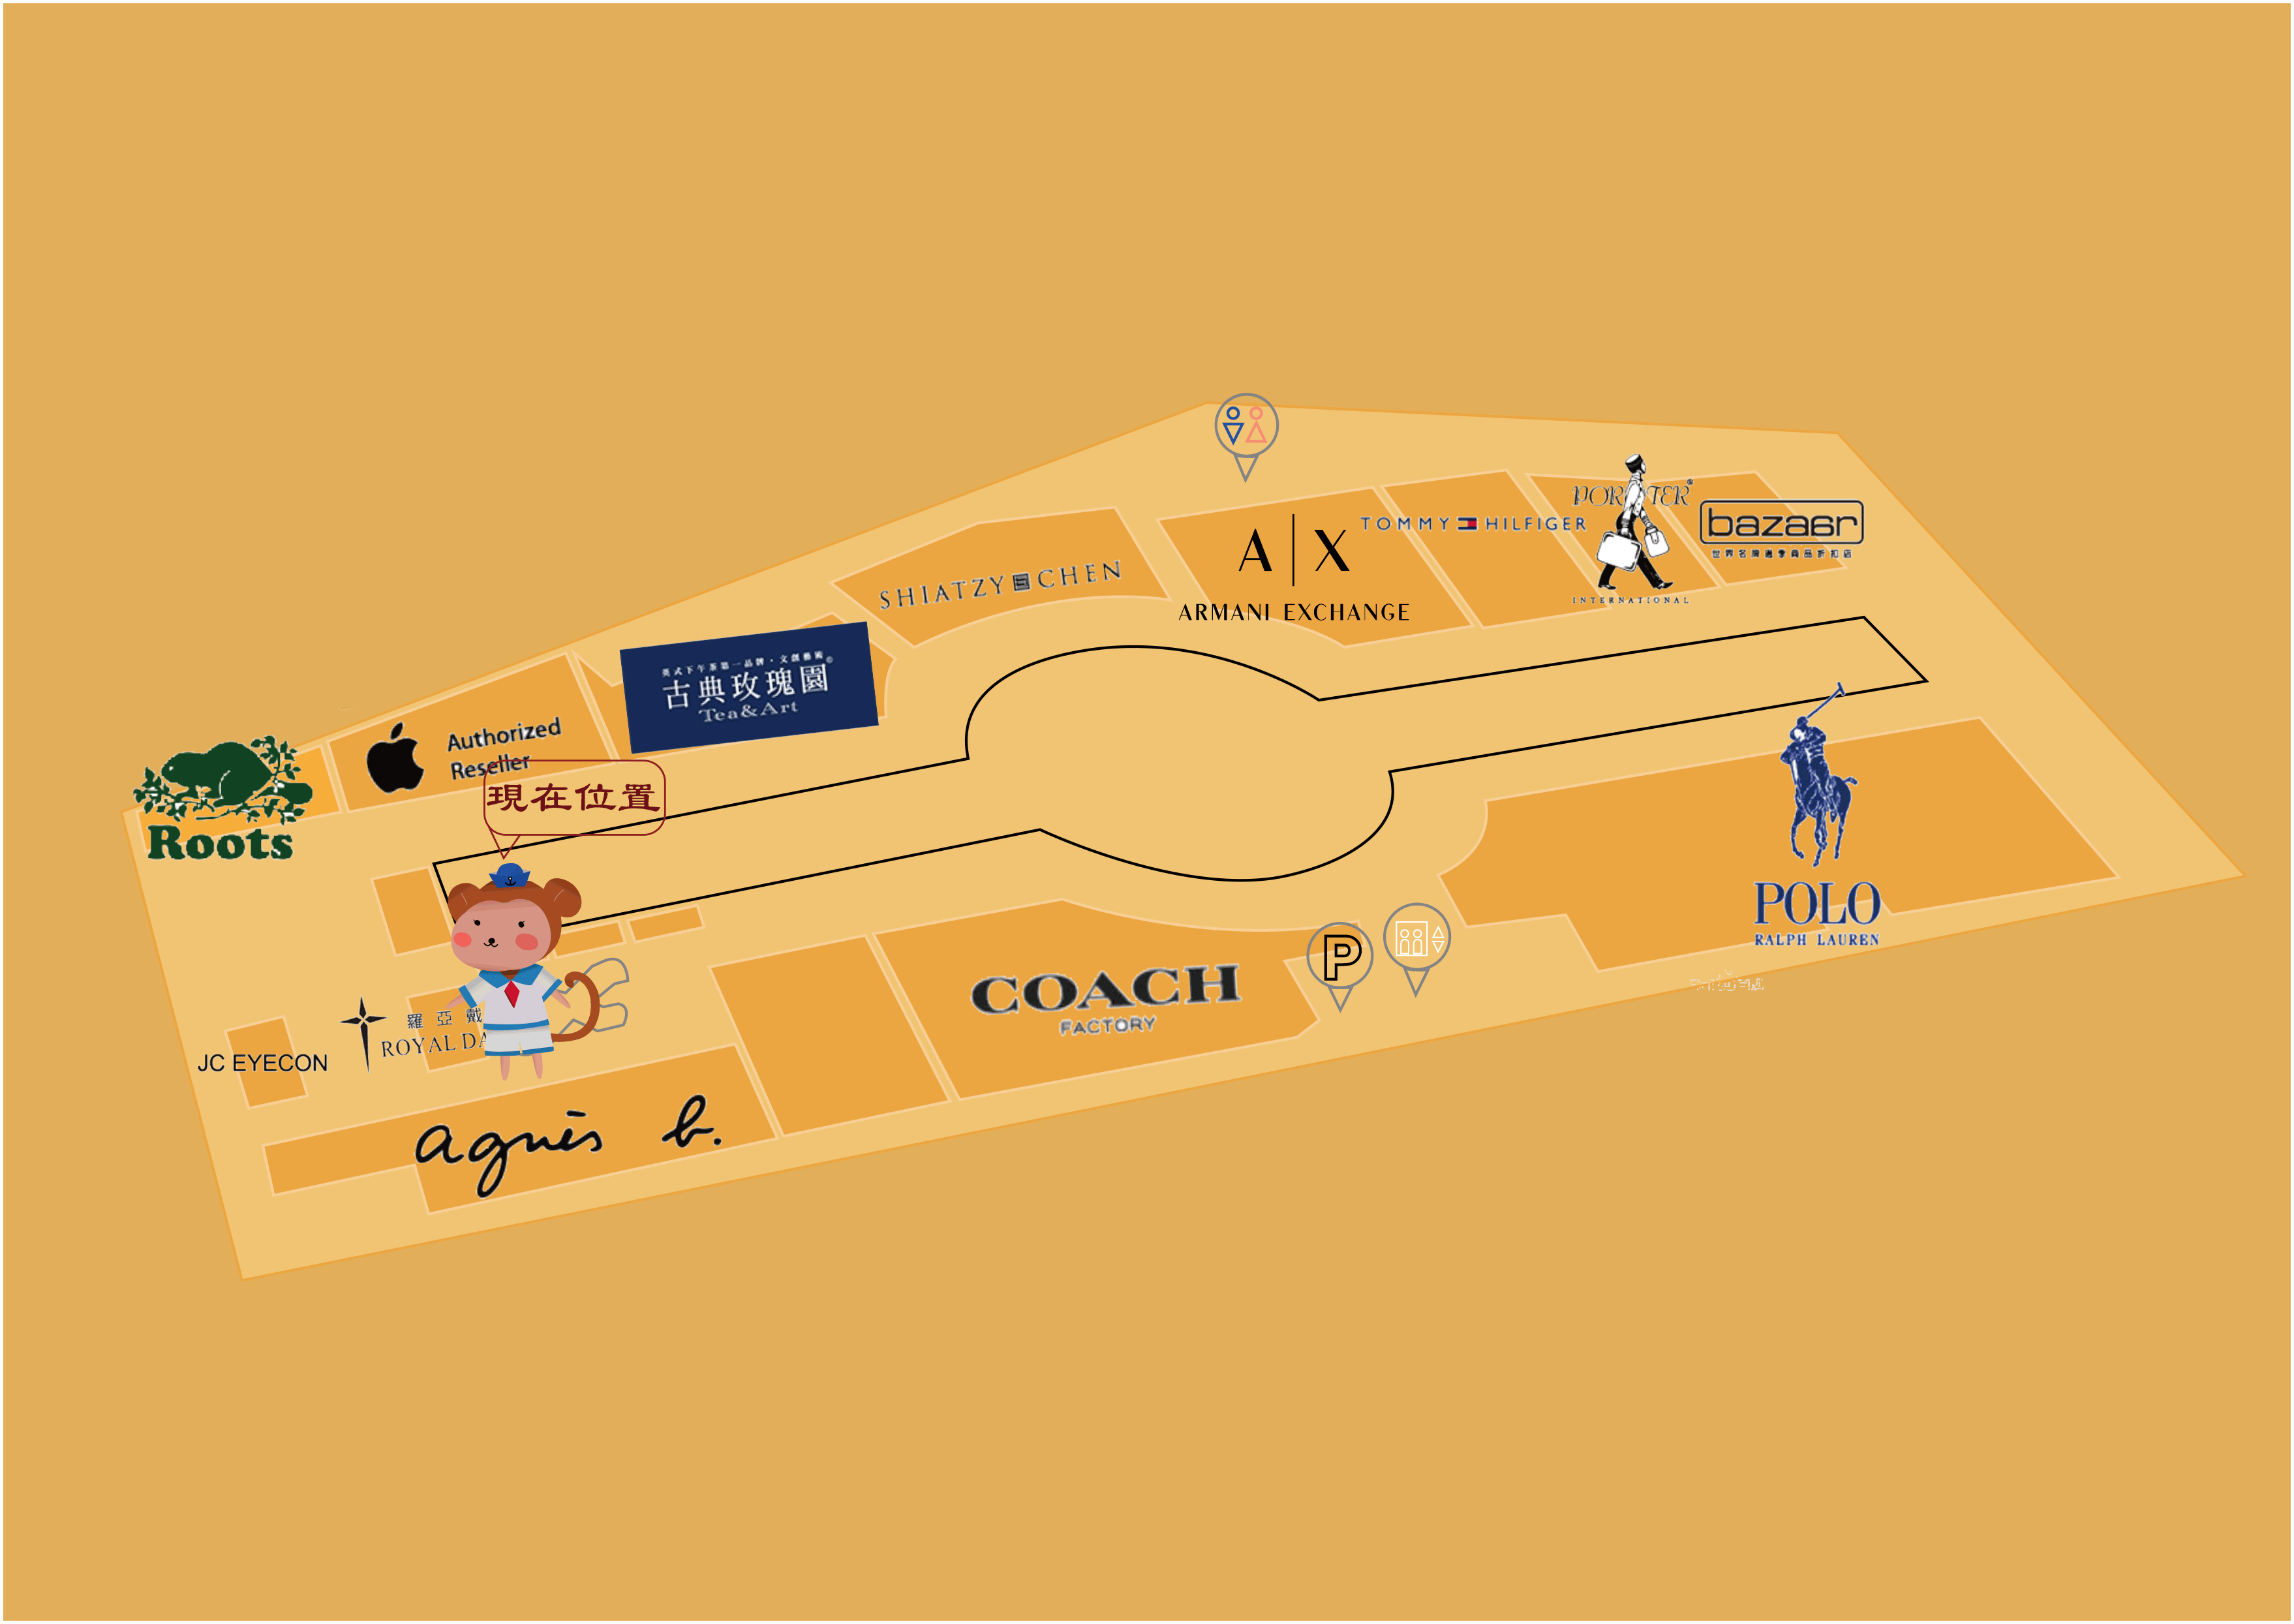 A | X
ARMANI EXCHANGE
TOMMY HILFIGER
PORTER
INTERNATIONAL
bazaar
世界名牌過季商品折扣店
SHIATZY CHEN
英式下午茶第一品牌・文創藝術
古典玫瑰園
Tea&Art
Authorized
Reseller
現在位置
Roots
POLO
RALPH LAUREN
P
COACH
FACTORY
羅亞戴
ROYAL DA
JC EYECON
agnès b.